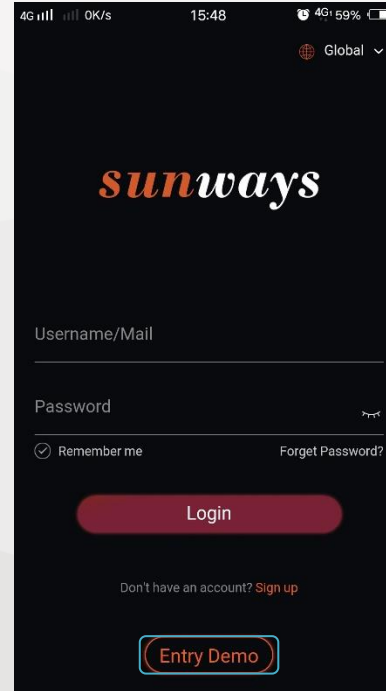 4G 0K/s 15:48 4G 59%
Global
sunways
Username/Mail
Password
Remember me Forget Password?
Login
Don't have an account? Sign up
Entry Demo